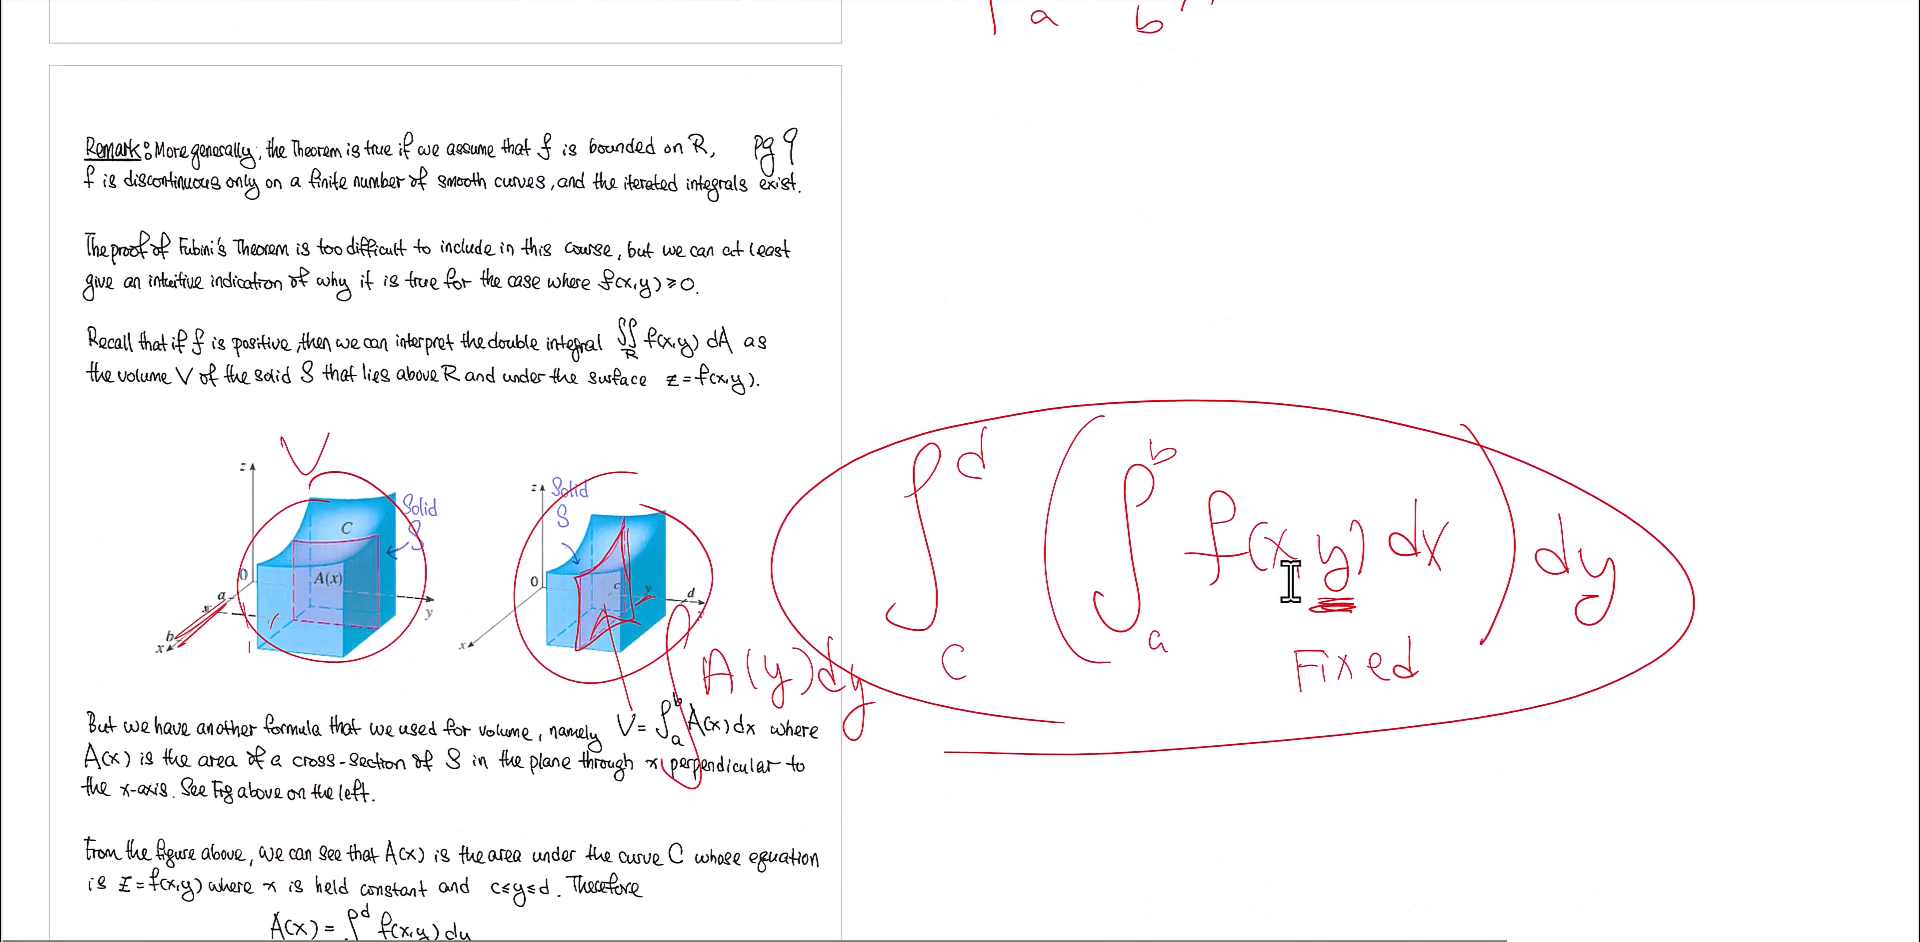 a b
Remark: More generally, the Theorem is true if we assume that f is bounded on R, pg 9
f is discontinuous only on a finite number of smooth curves, and the iterated integrals exist.
The proof of Fubini's Theorem is too difficult to include in this course, but we can at least
give an intuitive indication of why it is true for the case where f(x,y) ≥ 0.
Recall that if f is positive, then we can interpret the double integral ∬_R f(x,y) dA as
the volume V of the solid S that lies above R and under the surface z = f(x,y).
V
z
C
Solid
S
0
A(x)
a
x
b
x
y
z
Solid
S
0
c
y
d
x
∫_c^d ( ∫_a^b f(x,y) dx ) dy
Fixed
∫ A(y) dy
But we have another formula that we used for volume, namely V = ∫_a^b A(x) dx where
A(x) is the area of a cross-section of S in the plane through x perpendicular to
the x-axis. See Fig above on the left.
From the figure above, we can see that A(x) is the area under the curve C whose equation
is z = f(x,y) where x is held constant and c≤y≤d. Therefore
A(x) = ∫^d f(x,y) dy